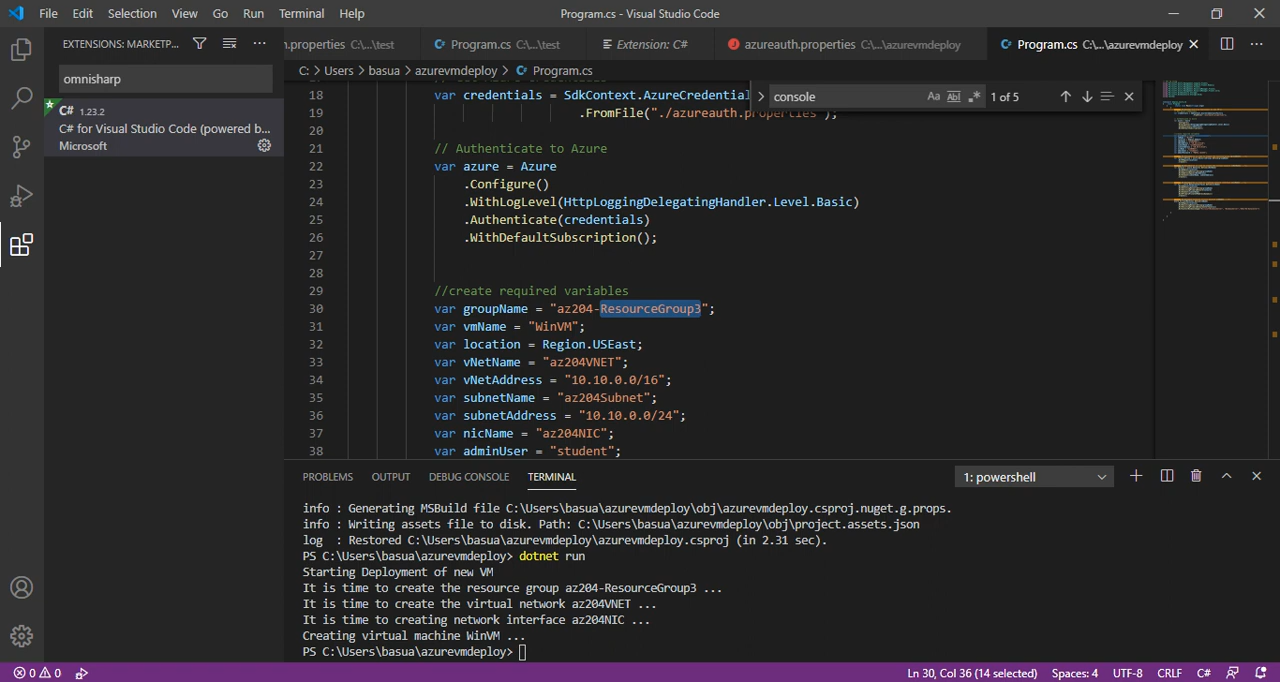 File Edit Selection View Go Run Terminal Help Program.cs - Visual Studio Code
EXTENSIONS: MARKETP...
n.properties C:\...\test Program.cs C:\...\test Extension: C# azureauth.properties C:\...\azurevmdeploy Program.cs C:\...\azurevmdeploy
omnisharp
C: > Users > basua > azurevmdeploy > Program.cs
C# 1.23.2
C# for Visual Studio Code (powered b...
Microsoft
console Aa Abl .* 1 of 5
18 var credentials = SdkContext.AzureCredential
19 .FromFile("./azureauth.properties");
20
21 // Authenticate to Azure
22 var azure = Azure
23 .Configure()
24 .WithLogLevel(HttpLoggingDelegatingHandler.Level.Basic)
25 .Authenticate(credentials)
26 .WithDefaultSubscription();
27
28
29 //create required variables
30 var groupName = "az204-ResourceGroup3";
31 var vmName = "WinVM";
32 var location = Region.USEast;
33 var vNetName = "az204VNET";
34 var vNetAddress = "10.10.0.0/16";
35 var subnetName = "az204Subnet";
36 var subnetAddress = "10.10.0.0/24";
37 var nicName = "az204NIC";
38 var adminUser = "student";
PROBLEMS OUTPUT DEBUG CONSOLE TERMINAL 1: powershell
info : Generating MSBuild file C:\Users\basua\azurevmdeploy\obj\azurevmdeploy.csproj.nuget.g.props.
info : Writing assets file to disk. Path: C:\Users\basua\azurevmdeploy\obj\project.assets.json
log : Restored C:\Users\basua\azurevmdeploy\azurevmdeploy.csproj (in 2.31 sec).
PS C:\Users\basua\azurevmdeploy> dotnet run
Starting Deployment of new VM
It is time to create the resource group az204-ResourceGroup3 ...
It is time to create the virtual network az204VNET ...
It is time to creating network interface az204NIC ...
Creating virtual machine WinVM ...
PS C:\Users\basua\azurevmdeploy>
0 0 Ln 30, Col 36 (14 selected) Spaces: 4 UTF-8 CRLF C#